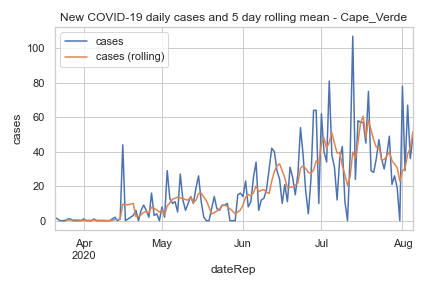 New COVID-19 daily cases and 5 day rolling mean - Cape_Verde
cases
cases (rolling)
100
80
60
40
20
0
cases
Apr
2020
May
Jun
Jul
Aug
dateRep